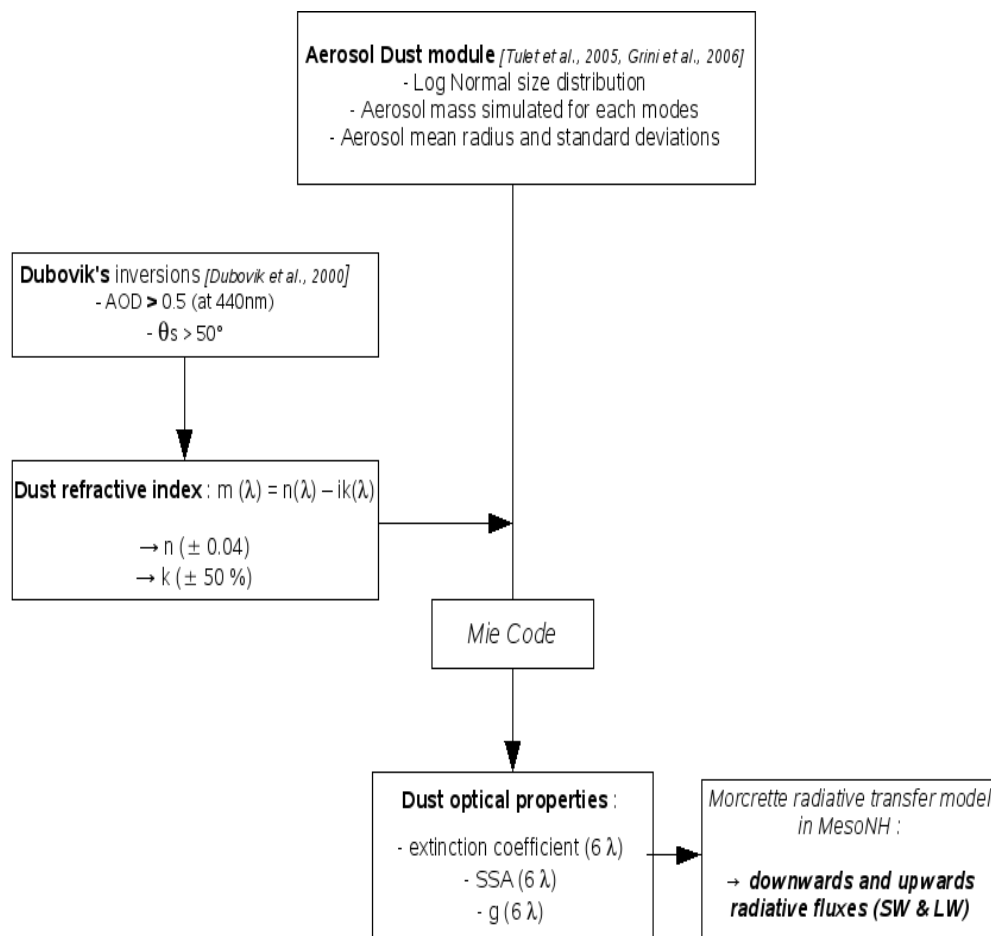 Aerosol Dust module [Tulet et al., 2005, Grini et al., 2006]
- Log Normal size distribution
- Aerosol mass simulated for each modes
- Aerosol mean radius and standard deviations
Dubovik's inversions [Dubovik et al., 2000]
- AOD > 0.5 (at 440nm)
- θs > 50°
Dust refractive index : m (λ) = n(λ) – ik(λ)
→ n (± 0.04)
→ k (± 50 %)
Mie Code
Dust optical properties :
- extinction coefficient (6 λ)
- SSA (6 λ)
- g (6 λ)
Morcrette radiative transfer model
in MesoNH :
→ downwards and upwards
radiative fluxes (SW & LW)